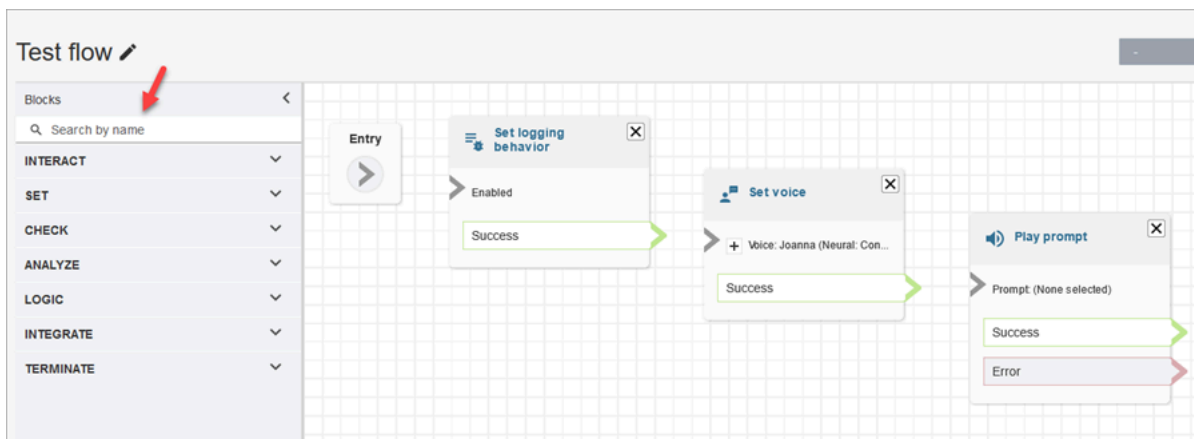 Test flow
Blocks
Search by name
INTERACT
SET
CHECK
ANALYZE
LOGIC
INTEGRATE
TERMINATE
Entry
Set logging
behavior
Enabled
Success
Set voice
Voice: Joanna (Neural: Con...
Success
Play prompt
Prompt: (None selected)
Success
Error
-